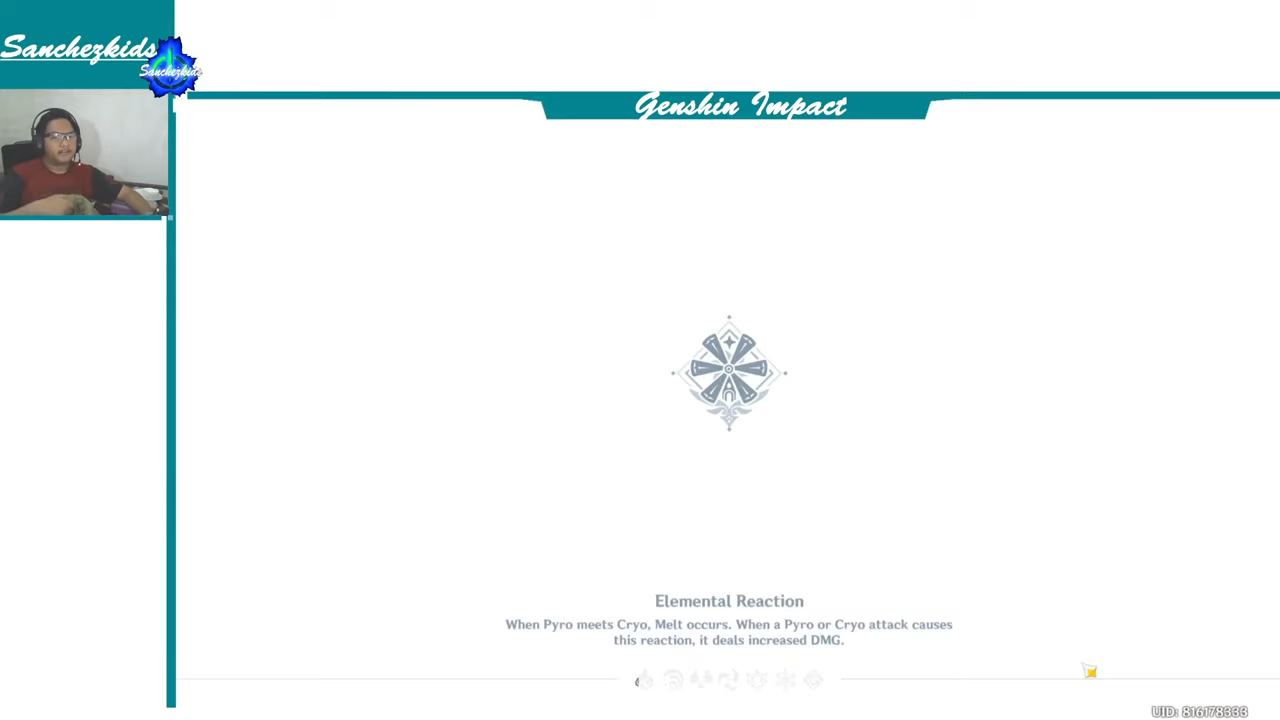 Sanchezkids
Sanchezkids
Genshin Impact
Elemental Reaction
When Pyro meets Cryo, Melt occurs. When a Pyro or Cryo attack causes
this reaction, it deals increased DMG.
UID: 816178333